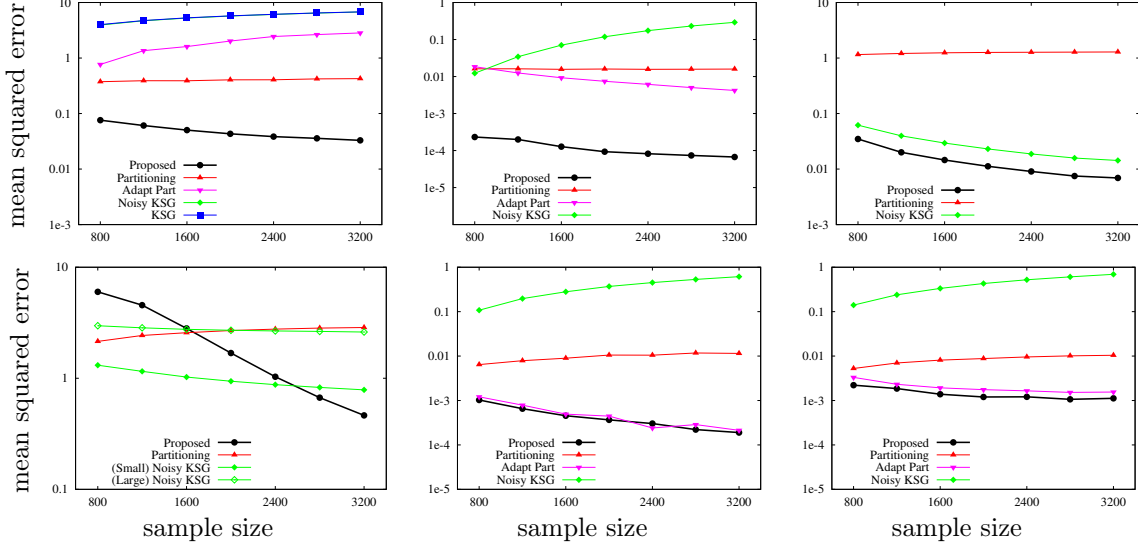 mean squared error
10
1
0.1
0.01
1e-3
800 1600 2400 3200
Proposed
Partitioning
Adapt Part
Noisy KSG
KSG
1
0.1
0.01
1e-3
1e-4
1e-5
800 1600 2400 3200
Proposed
Partitioning
Adapt Part
Noisy KSG
10
1
0.1
0.01
1e-3
800 1600 2400 3200
Proposed
Partitioning
Noisy KSG
mean squared error
10
1
0.1
800 1600 2400 3200
Proposed
Partitioning
(Small) Noisy KSG
(Large) Noisy KSG
sample size
1
0.1
0.01
1e-3
1e-4
1e-5
800 1600 2400 3200
Proposed
Partitioning
Adapt Part
Noisy KSG
sample size
1
0.1
0.01
1e-3
1e-4
1e-5
800 1600 2400 3200
Proposed
Partitioning
Adapt Part
Noisy KSG
sample size